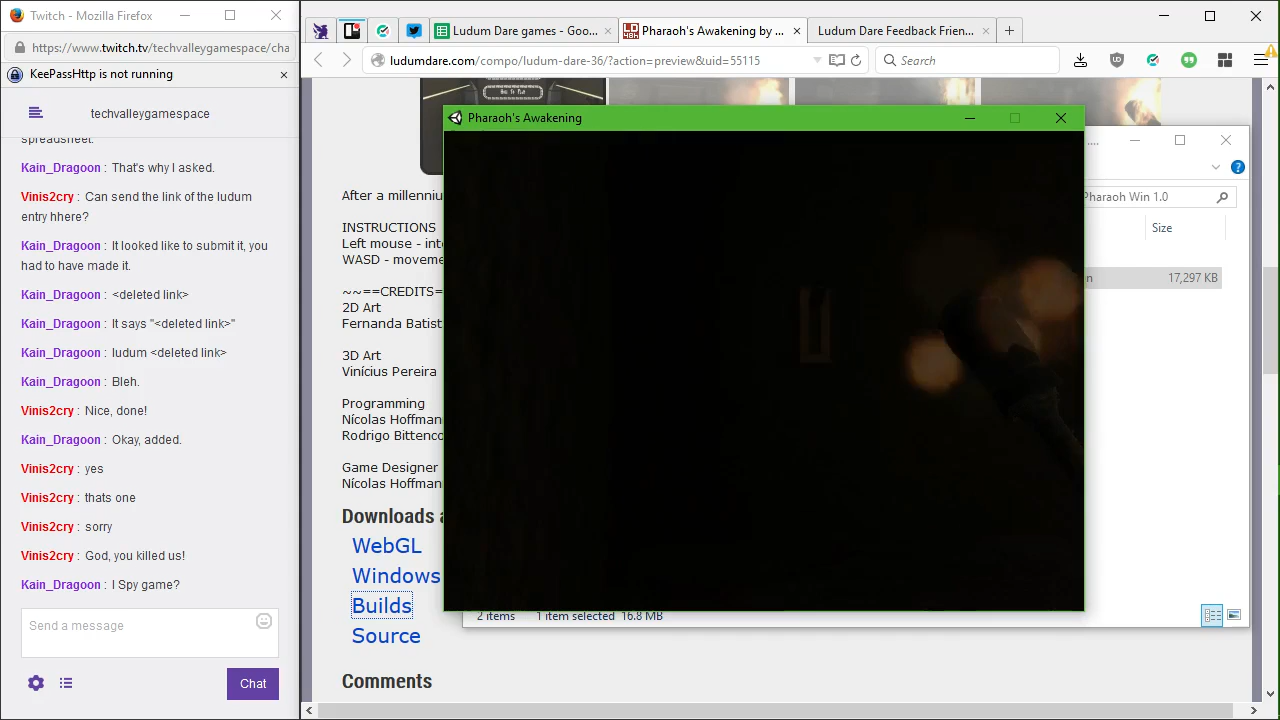 Twitch - Mozilla Firefox
https://www.twitch.tv/techvalleygamespace/cha
KeePassHttp is not running
techvalleygamespace
spreadsheet.
Kain_Dragoon : That's why I asked.
Vinis2cry : Can send the link of the ludum
entry hhere?
Kain_Dragoon : It looked like to submit it, you
had to have made it.
Kain_Dragoon : <deleted link>
Kain_Dragoon : It says "<deleted link>"
Kain_Dragoon : ludum <deleted link>
Kain_Dragoon : Bleh.
Vinis2cry : Nice, done!
Kain_Dragoon : Okay, added.
Vinis2cry : yes
Vinis2cry : thats one
Vinis2cry : sorry
Vinis2cry : God, you killed us!
Kain_Dragoon : I Spy game?
Send a message
Chat
Ludum Dare games - Goo...
Pharaoh's Awakening by ...
Ludum Dare Feedback Frien...
ludumdare.com/compo/ludum-dare-36/?action=preview&uid=55115
Search
Pharaoh's Awakening
Pharaoh Win 1.0
Size
17,297 KB
After a millenniu
INSTRUCTIONS
Left mouse - inte
WASD - moveme
~~==CREDITS=
2D Art
Fernanda Batist
3D Art
Vinícius Pereira
Programming
Nícolas Hoffman
Rodrigo Bittenco
Game Designer
Nícolas Hoffman
Downloads a
WebGL
Windows
Builds
Source
2 items
1 item selected 16.8 MB
Comments